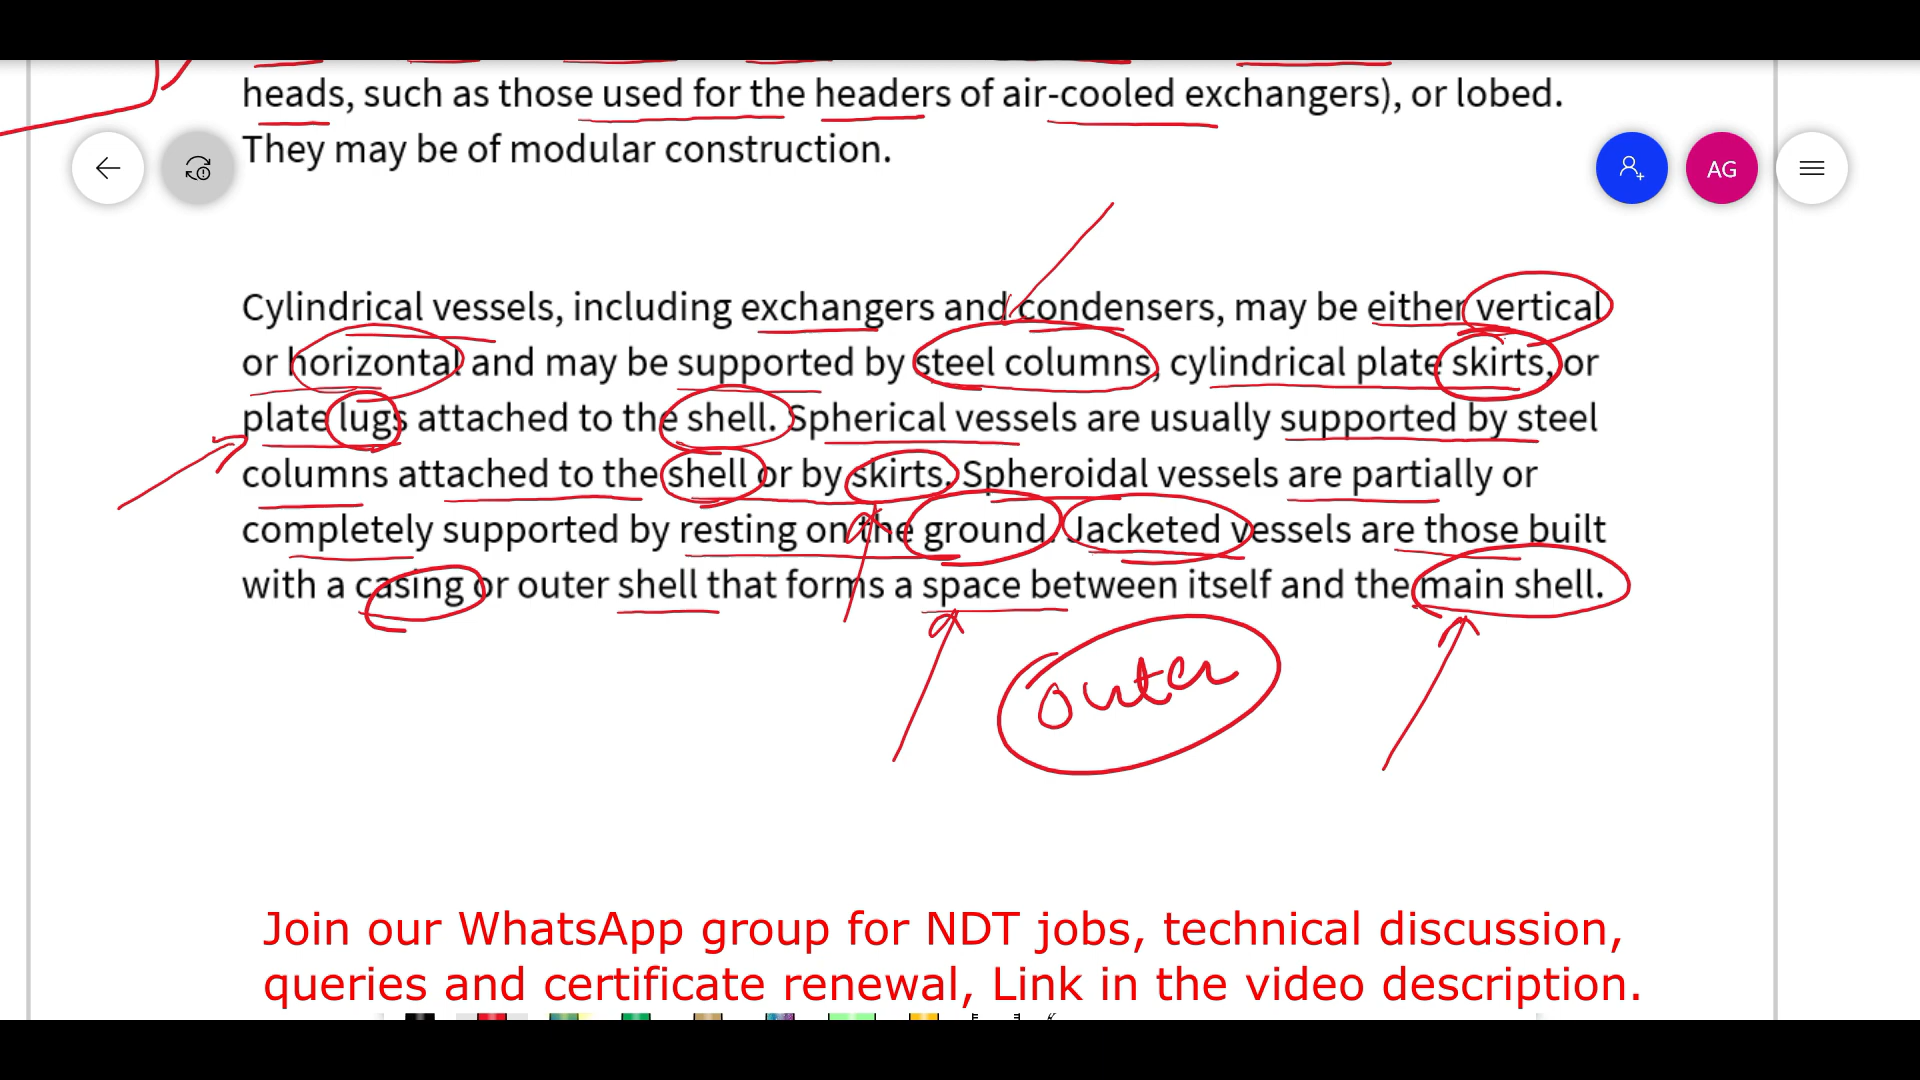 heads, such as those used for the headers of air-cooled exchangers), or lobed.
They may be of modular construction.
AG
Cylindrical vessels, including exchangers and condensers, may be either vertical
or horizontal and may be supported by steel columns, cylindrical plate skirts, or
plate lugs attached to the shell. Spherical vessels are usually supported by steel
columns attached to the shell or by skirts. Spheroidal vessels are partially or
completely supported by resting on the ground. Jacketed vessels are those built
with a casing or outer shell that forms a space between itself and the main shell.
outer
Join our WhatsApp group for NDT jobs, technical discussion,
queries and certificate renewal, Link in the video description.